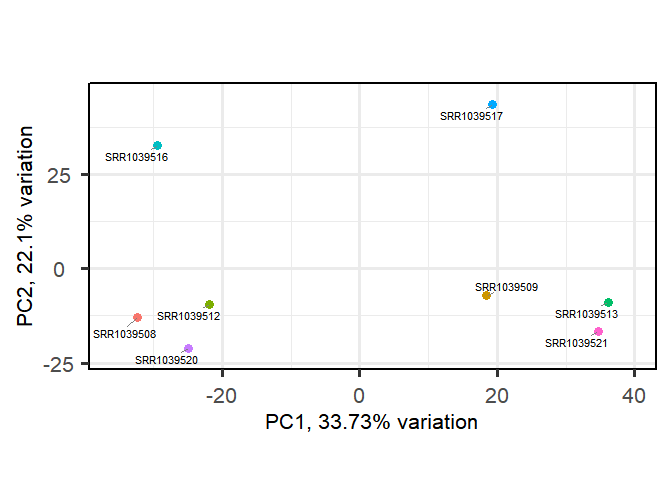 SRR1039517
SRR1039516
SRR1039509
SRR1039512
SRR1039513
SRR1039508
SRR1039521
SRR1039520
25
0
-25
PC2, 22.1% variation
-20
0
20
40
PC1, 33.73% variation